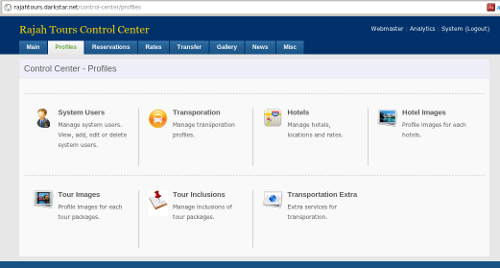 rajahtours.darkstar.net/control-center/profiles
Rajah Tours Control Center
Webmaster | Analytics | System (Logout)
Main Profiles Reservations Rates Transfer Gallery News Misc
Control Center - Profiles
System Users
Manage system users.
View, add, edit or delete
system users.
Transporation
Manage transporation
profiles.
Hotels
Manage hotels,
locations and rates.
Hotel Images
Profile images for each
hotels.
Tour Images
Profile images for each
tour packages.
Tour Inclusions
Manage inclusions of
tour packages.
Transportation Extra
Extra services for
transporation.